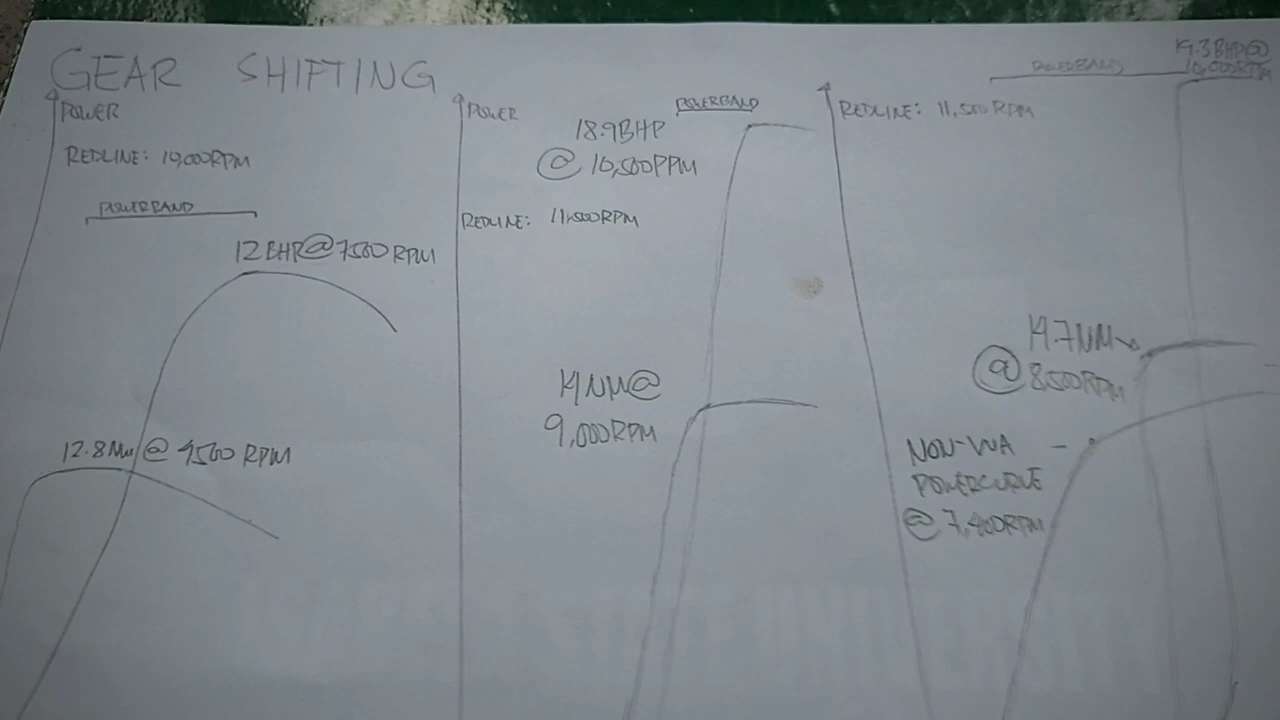 GEAR SHIFTING
POWER
REDLINE: 10,000RPM
POWERBAND
12 BHP@7500 RPM
12.8Nm @ 4500 RPM
POWER
18.9BHP
@ 10,500RPM
POWERBAND
REDLINE: 11,500RPM
14NM@
9,000RPM
REDLINE: 11,500RPM
POWERBAND
19.3BHP@
10,000RPM
14.7NM
@ 8,500RPM
NON-VVA
POWERCURVE
@ 7,400RPM